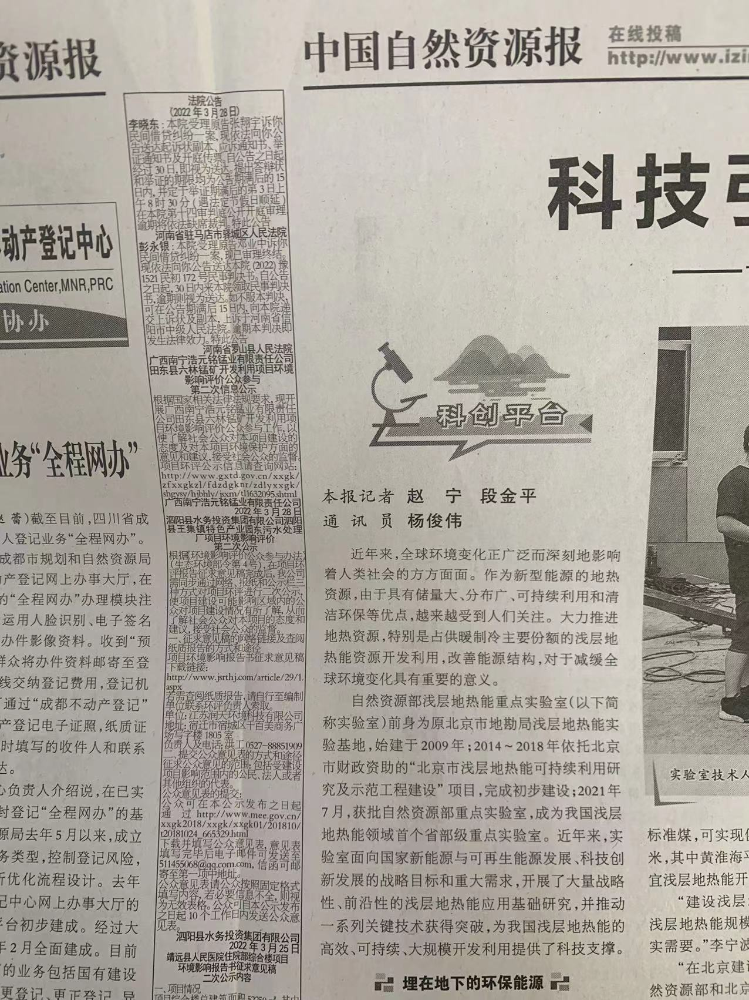 资源报
动产登记中心
ation Center,MNR,PRC
协 办
业务“全程网办”
蕾)截至目前,四川省成
人登记业务“全程网办”。
成都市规划和自然资源局
产登记网上办事大厅,在
的“全程网办”办理模块注
运用人脸识别、电子签名
办件影像资料。收到“预
群众将办件资料邮寄至登
线交纳登记费用,登记机
通过“成都不动产登记”
产登记电子证照,纸质证
时填写的收件人和联系
达。
心负责人介绍说,在已实
封登记“全程网办”的基
源局去年5月以来,成立
务类型,控制登记风险,
优化流程设计。去年
记中心网上办事大厅的
平台初步建成。经过大
年2月全面建成。目前
的业务包括国有建设
更登记、更正登记、异
法院公告
(2022年3月28日)
李晓东:本院受理原告张翔宇诉你
民间借贷纠纷一案,现依法向你公
告送达起诉状副本、应诉通知书、举
证通知书及开庭传票。自公告之日起
经过30日,即视为送达。提出答辩状
和举证的期限均为公告期满后的15
日内,并定于举证期满后的第3日上
午8时30分(遇法定节假日顺延)
在本院第十四审判庭公开开庭审理,
逾期将依法缺席裁判。特此公告
河南省驻马店市驿城区人民法院
彭永银:本院受理原告邓业中诉你
民间借贷纠纷一案,现已审理终结。
现依法向你公告送达本院(2022)豫
1521民初172号民事判决书。自公告
之日起,30日内来本院领取民事判决
书,逾期则视为送达。如不服本判决,
可在公告期满后15日内,向本院递
交上诉状及副本,上诉于河南省信
阳市中级人民法院。逾期本判决即
发生法律效力。特此公告
河南省罗山县人民法院
广西南宁浩元铭锰业有限责任公司
田东县六林锰矿开发利用项目环境
影响评价公众参与
第二次信息公示
根据国家相关法律法规要求,现开
展广西南宁浩元铭锰业有限责任
公司田东县六林锰矿开发利用项
目环境影响评价公众参与工作,以
便了解社会公众对本项目建设的
态度及对本项目环境保护方面的
意见和建议,接受社会公众的监督。
项目环评公示信息请查询网站:
http://www.gxtd.gov.cn/xxgk/
zfxxgkzl/fdzdgknr/zdlyxxgk/
shgysy/hjbhly/jsxm/t11632095.shtml
广西南宁浩元铭锰业有限责任公司
2022年3月28日
泗阳县水务投资集团有限公司泗阳
县王集镇特色产业园东污水处理
厂项目环境影响评价
第二次公示
根据《环境影响评价公众参与办法》
(生态环境部令第4号),在项目环
评报告征求意见稿完成后,我公司
需同步通过网络、报纸和公示栏三
种方式对项目环评进行二次公示,
使项目建设可能影响区域内的公
众对项目建设情况有所了解,从而
了解社会公众对本项目的态度和
建议,接受社会公众的监督。
一、征求意见稿的网络链接及查阅
纸质报告的方式和途径
项目环境影响报告书征求意见稿
下载链接:
http://www.jsrthj.com/article/29/1.
aspx
若需查阅纸质报告,请自行至编制
单位联系环评负责人索取。
单位:江苏润天环境科技有限公司
地址:宿迁市宿城区千百美商务广
场写字楼1805室
负责人及电话:洪工0527-88851909
二、提交公众意见表的方式和途径
征求公众意见的范围:包括受建设
项目影响范围内的公民、法人或者
其他组织的代表。
公众意见表的提交:
公众可在本公示发布之日起
通过http://www.mee.gov.cn/
xxgk2018/xxgk/xxgk01/201810/
t20181024_665329.html
下载并填写公众意见表,意见表
填写完毕后电子邮件可发送至
511455068@qq.com.com,信函可邮
寄至第一项中地址。
公众意见表请公众按照固定格式
填写内容,若必要信息不全,则视
为无效表格。公众可自本公示发布
之日起10个工作日内发送公众意
见表。
泗阳县水务投资集团有限公司
2022年3月25日
靖远县人民医院住院部综合楼项目
环境影响报告书征求意见稿
二次公示内容
一、项目情况
项目综合楼总建筑面积52250㎡,其中
中国自然资源报
在线投稿
http://www.izi
科技引
科创平台
本报记者 赵 宁 段金平
通 讯 员 杨俊伟
近年来,全球环境变化正广泛而深刻地影响
着人类社会的方方面面。作为新型能源的地热
资源,由于具有储量大、分布广、可持续利用和清
洁环保等优点,越来越受到人们关注。大力推进
地热资源,特别是占供暖制冷主要份额的浅层地
热能资源开发利用,改善能源结构,对于减缓全
球环境变化具有重要的意义。
自然资源部浅层地热能重点实验室(以下简
称实验室)前身为原北京市地勘局浅层地热能实
验基地,始建于2009年;2014~2018年依托北京
市财政资助的“北京市浅层地热能可持续利用研
究及示范工程建设”项目,完成初步建设;2021年
7月,获批自然资源部重点实验室,成为我国浅层
地热能领域首个省部级重点实验室。近年来,实
验室面向国家新能源与可再生能源发展、科技创
新发展的战略目标和重大需求,开展了大量战略
性、前沿性的浅层地热能应用基础研究,并推动
一系列关键技术获得突破,为我国浅层地热能的
高效、可持续、大规模开发利用提供了科技支撑。
埋在地下的环保能源
实验室技术人
标准煤,可实现供
米,其中黄淮海平
宜浅层地热能开
“建设浅层
浅层地热能规模
实需要。”李宁波
“在北京建设
然资源部和北京